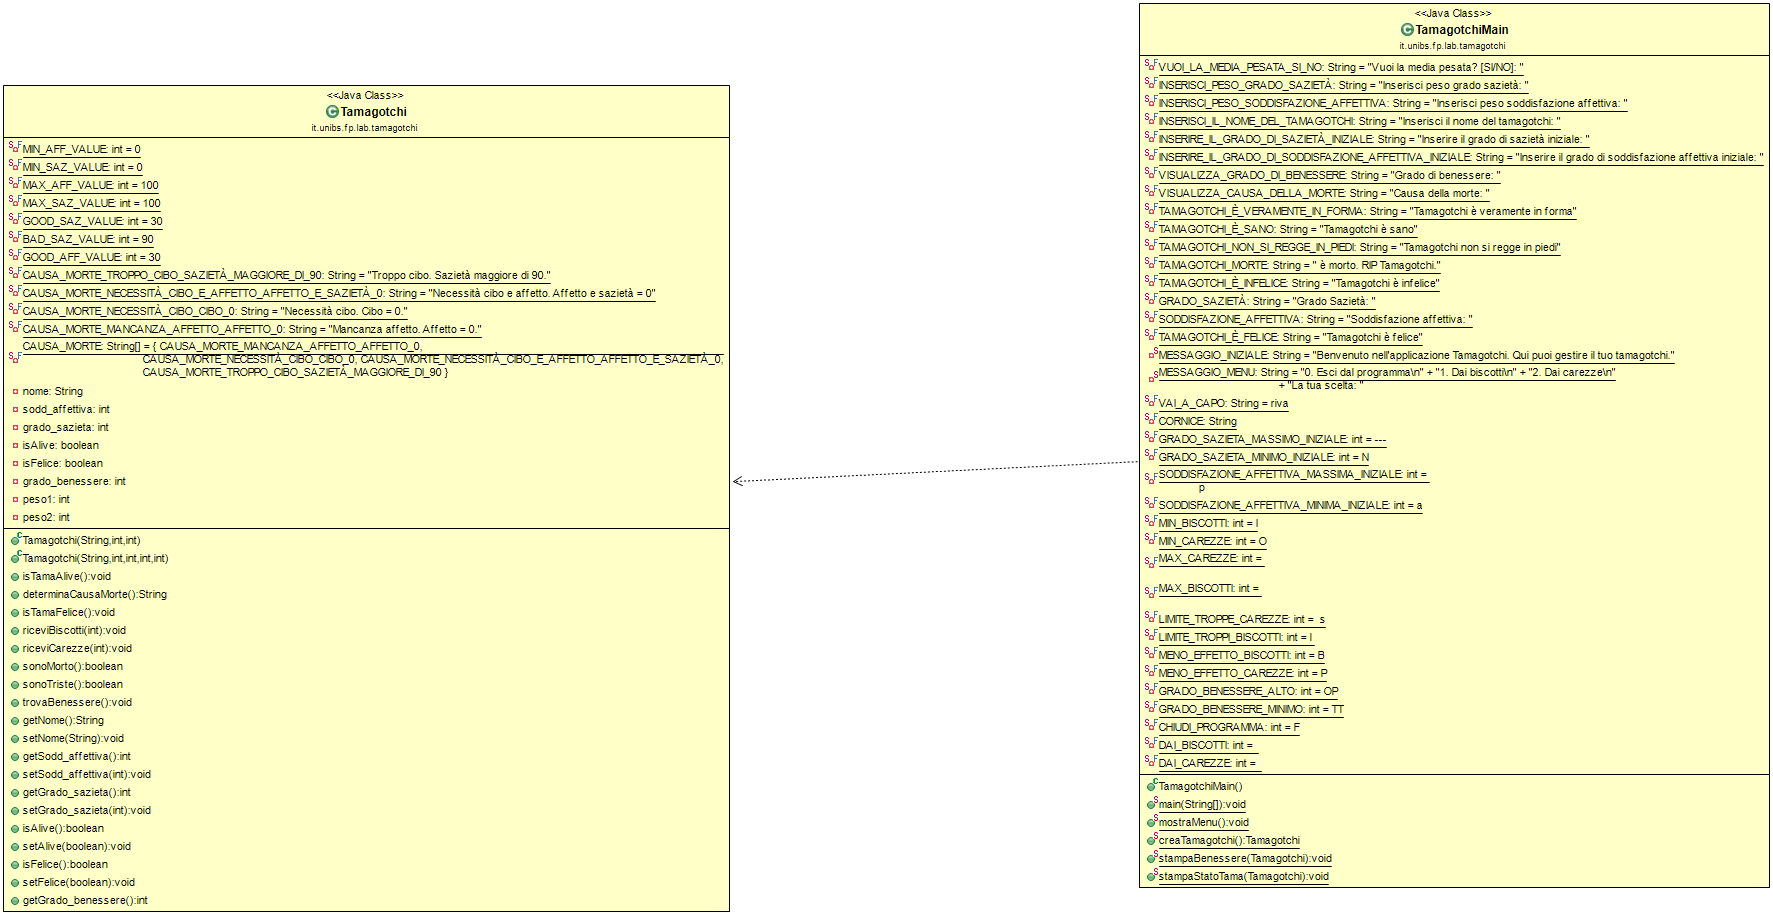 <<Java Class>>
Tamagotchi
it.unibs.fp.lab.tamagotchi
MIN_AFF_VALUE: int = 0
MIN_SAZ_VALUE: int = 0
MAX_AFF_VALUE: int = 100
MAX_SAZ_VALUE: int = 100
GOOD_SAZ_VALUE: int = 30
BAD_SAZ_VALUE: int = 90
GOOD_AFF_VALUE: int = 30
CAUSA_MORTE_TROPPO_CIBO_SAZIETÀ_MAGGIORE_DI_90: String = "Troppo cibo. Sazietà maggiore di 90."
CAUSA_MORTE_NECESSITÀ_CIBO_E_AFFETTO_AFFETTO_E_SAZIETÀ_0: String = "Necessità cibo e affetto. Affetto e sazietà = 0"
CAUSA_MORTE_NECESSITÀ_CIBO_CIBO_0: String = "Necessità cibo. Cibo = 0."
CAUSA_MORTE_MANCANZA_AFFETTO_AFFETTO_0: String = "Mancanza affetto. Affetto = 0."
CAUSA_MORTE: String[] = { CAUSA_MORTE_MANCANZA_AFFETTO_AFFETTO_0,
CAUSA_MORTE_NECESSITÀ_CIBO_CIBO_0, CAUSA_MORTE_NECESSITÀ_CIBO_E_AFFETTO_AFFETTO_E_SAZIETÀ_0,
CAUSA_MORTE_TROPPO_CIBO_SAZIETÀ_MAGGIORE_DI_90 }
nome: String
sodd_affettiva: int
grado_sazieta: int
isAlive: boolean
isFelice: boolean
grado_benessere: int
peso1: int
peso2: int
Tamagotchi(String,int,int)
Tamagotchi(String,int,int,int,int)
isTamaAlive():void
determinaCausaMorte():String
isTamaFelice():void
riceviBiscotti(int):void
riceviCarezze(int):void
sonoMorto():boolean
sonoTriste():boolean
trovaBenessere():void
getNome():String
setNome(String):void
getSodd_affettiva():int
setSodd_affettiva(int):void
getGrado_sazieta():int
setGrado_sazieta(int):void
isAlive():boolean
setAlive(boolean):void
isFelice():boolean
setFelice(boolean):void
getGrado_benessere():int
<<Java Class>>
TamagotchiMain
it.unibs.fp.lab.tamagotchi
VUOI_LA_MEDIA_PESATA_SI_NO: String = "Vuoi la media pesata? [SI/NO]: "
INSERISCI_PESO_GRADO_SAZIETÀ: String = "Inserisci peso grado sazietà: "
INSERISCI_PESO_SODDISFAZIONE_AFFETTIVA: String = "Inserisci peso soddisfazione affettiva: "
INSERISCI_IL_NOME_DEL_TAMAGOTCHI: String = "Inserisci il nome del tamagotchi: "
INSERIRE_IL_GRADO_DI_SAZIETÀ_INIZIALE: String = "Inserire il grado di sazietà iniziale: "
INSERIRE_IL_GRADO_DI_SODDISFAZIONE_AFFETTIVA_INIZIALE: String = "Inserire il grado di soddisfazione affettiva iniziale: "
VISUALIZZA_GRADO_DI_BENESSERE: String = "Grado di benessere: "
VISUALIZZA_CAUSA_DELLA_MORTE: String = "Causa della morte: "
TAMAGOTCHI_È_VERAMENTE_IN_FORMA: String = "Tamagotchi è veramente in forma"
TAMAGOTCHI_È_SANO: String = "Tamagotchi è sano"
TAMAGOTCHI_NON_SI_REGGE_IN_PIEDI: String = "Tamagotchi non si regge in piedi"
TAMAGOTCHI_MORTE: String = " è morto. RIP Tamagotchi."
TAMAGOTCHI_È_INFELICE: String = "Tamagotchi è infelice"
GRADO_SAZIETÀ: String = "Grado Sazietà: "
SODDISFAZIONE_AFFETTIVA: String = "Soddisfazione affettiva: "
TAMAGOTCHI_È_FELICE: String = "Tamagotchi è felice"
MESSAGGIO_INIZIALE: String = "Benvenuto nell'applicazione Tamagotchi. Qui puoi gestire il tuo tamagotchi."
MESSAGGIO_MENU: String = "0. Esci dal programma\n" + "1. Dai biscotti\n" + "2. Dai carezze\n"
+ "La tua scelta: "
VAI_A_CAPO: String = riva
CORNICE: String
GRADO_SAZIETA_MASSIMO_INIZIALE: int = ---
GRADO_SAZIETA_MINIMO_INIZIALE: int = N
SODDISFAZIONE_AFFETTIVA_MASSIMA_INIZIALE: int =
p
SODDISFAZIONE_AFFETTIVA_MINIMA_INIZIALE: int = a
MIN_BISCOTTI: int = I
MIN_CAREZZE: int = O
MAX_CAREZZE: int =
MAX_BISCOTTI: int =
LIMITE_TROPPE_CAREZZE: int = s
LIMITE_TROPPI_BISCOTTI: int = I
MENO_EFFETTO_BISCOTTI: int = B
MENO_EFFETTO_CAREZZE: int = P
GRADO_BENESSERE_ALTO: int = OP
GRADO_BENESSERE_MINIMO: int = TT
CHIUDI_PROGRAMMA: int = F
DAI_BISCOTTI: int =
DAI_CAREZZE: int =
TamagotchiMain()
main(String[]):void
mostraMenu():void
creaTamagotchi():Tamagotchi
stampaBenessere(Tamagotchi):void
stampaStatoTama(Tamagotchi):void